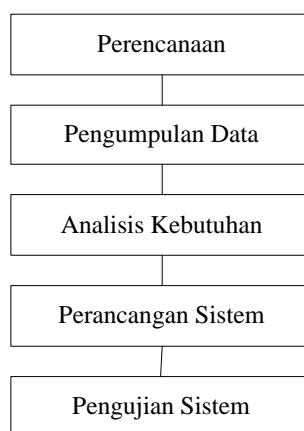 Perencanaan
Pengumpulan Data
Analisis Kebutuhan
Perancangan Sistem
Pengujian Sistem